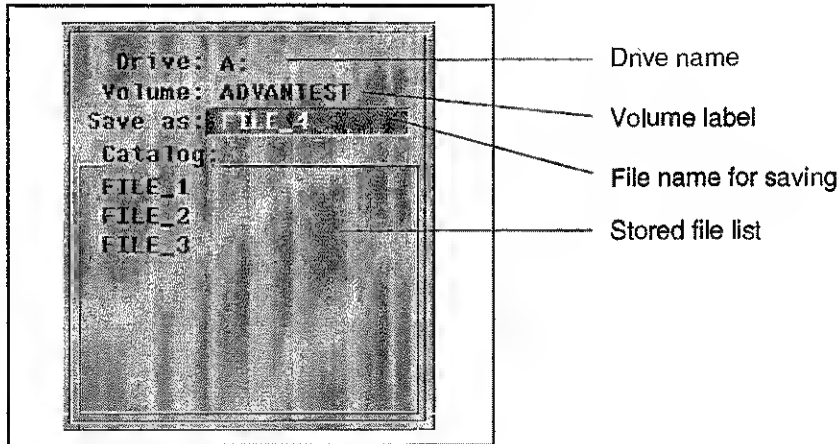 Drive: A:
Volume: ADVANTEST
Save as: FILE_4
Catalog:
FILE_1
FILE_2
FILE_3
Drive name
Volume label
File name for saving
Stored file list